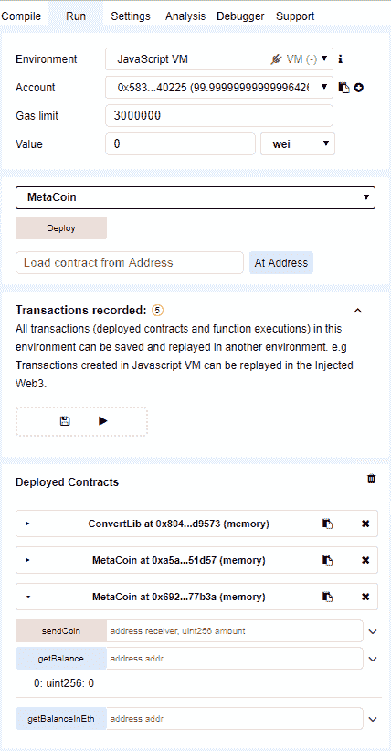 Compile Run Settings Analysis Debugger Support
Environment JavaScript VM VM (-) i
Account 0x583...40225 (99.99999999999996426
Gas limit 3000000
Value 0 wei
MetaCoin
Deploy
Load contract from Address At Address
Transactions recorded: 5
All transactions (deployed contracts and function executions) in this
environment can be saved and replayed in another environment. e.g
Transactions created in Javascript VM can be replayed in the Injected
Web3.
Deployed Contracts
ConvertLib at 0x894...d9573 (memory)
MetaCoin at 0xa5a...51d57 (memory)
MetaCoin at 0x692...77b3a (memory)
sendCoin address receiver, uint256 amount
getBalance address addr
0: uint256: 0
getBalanceInEth address addr